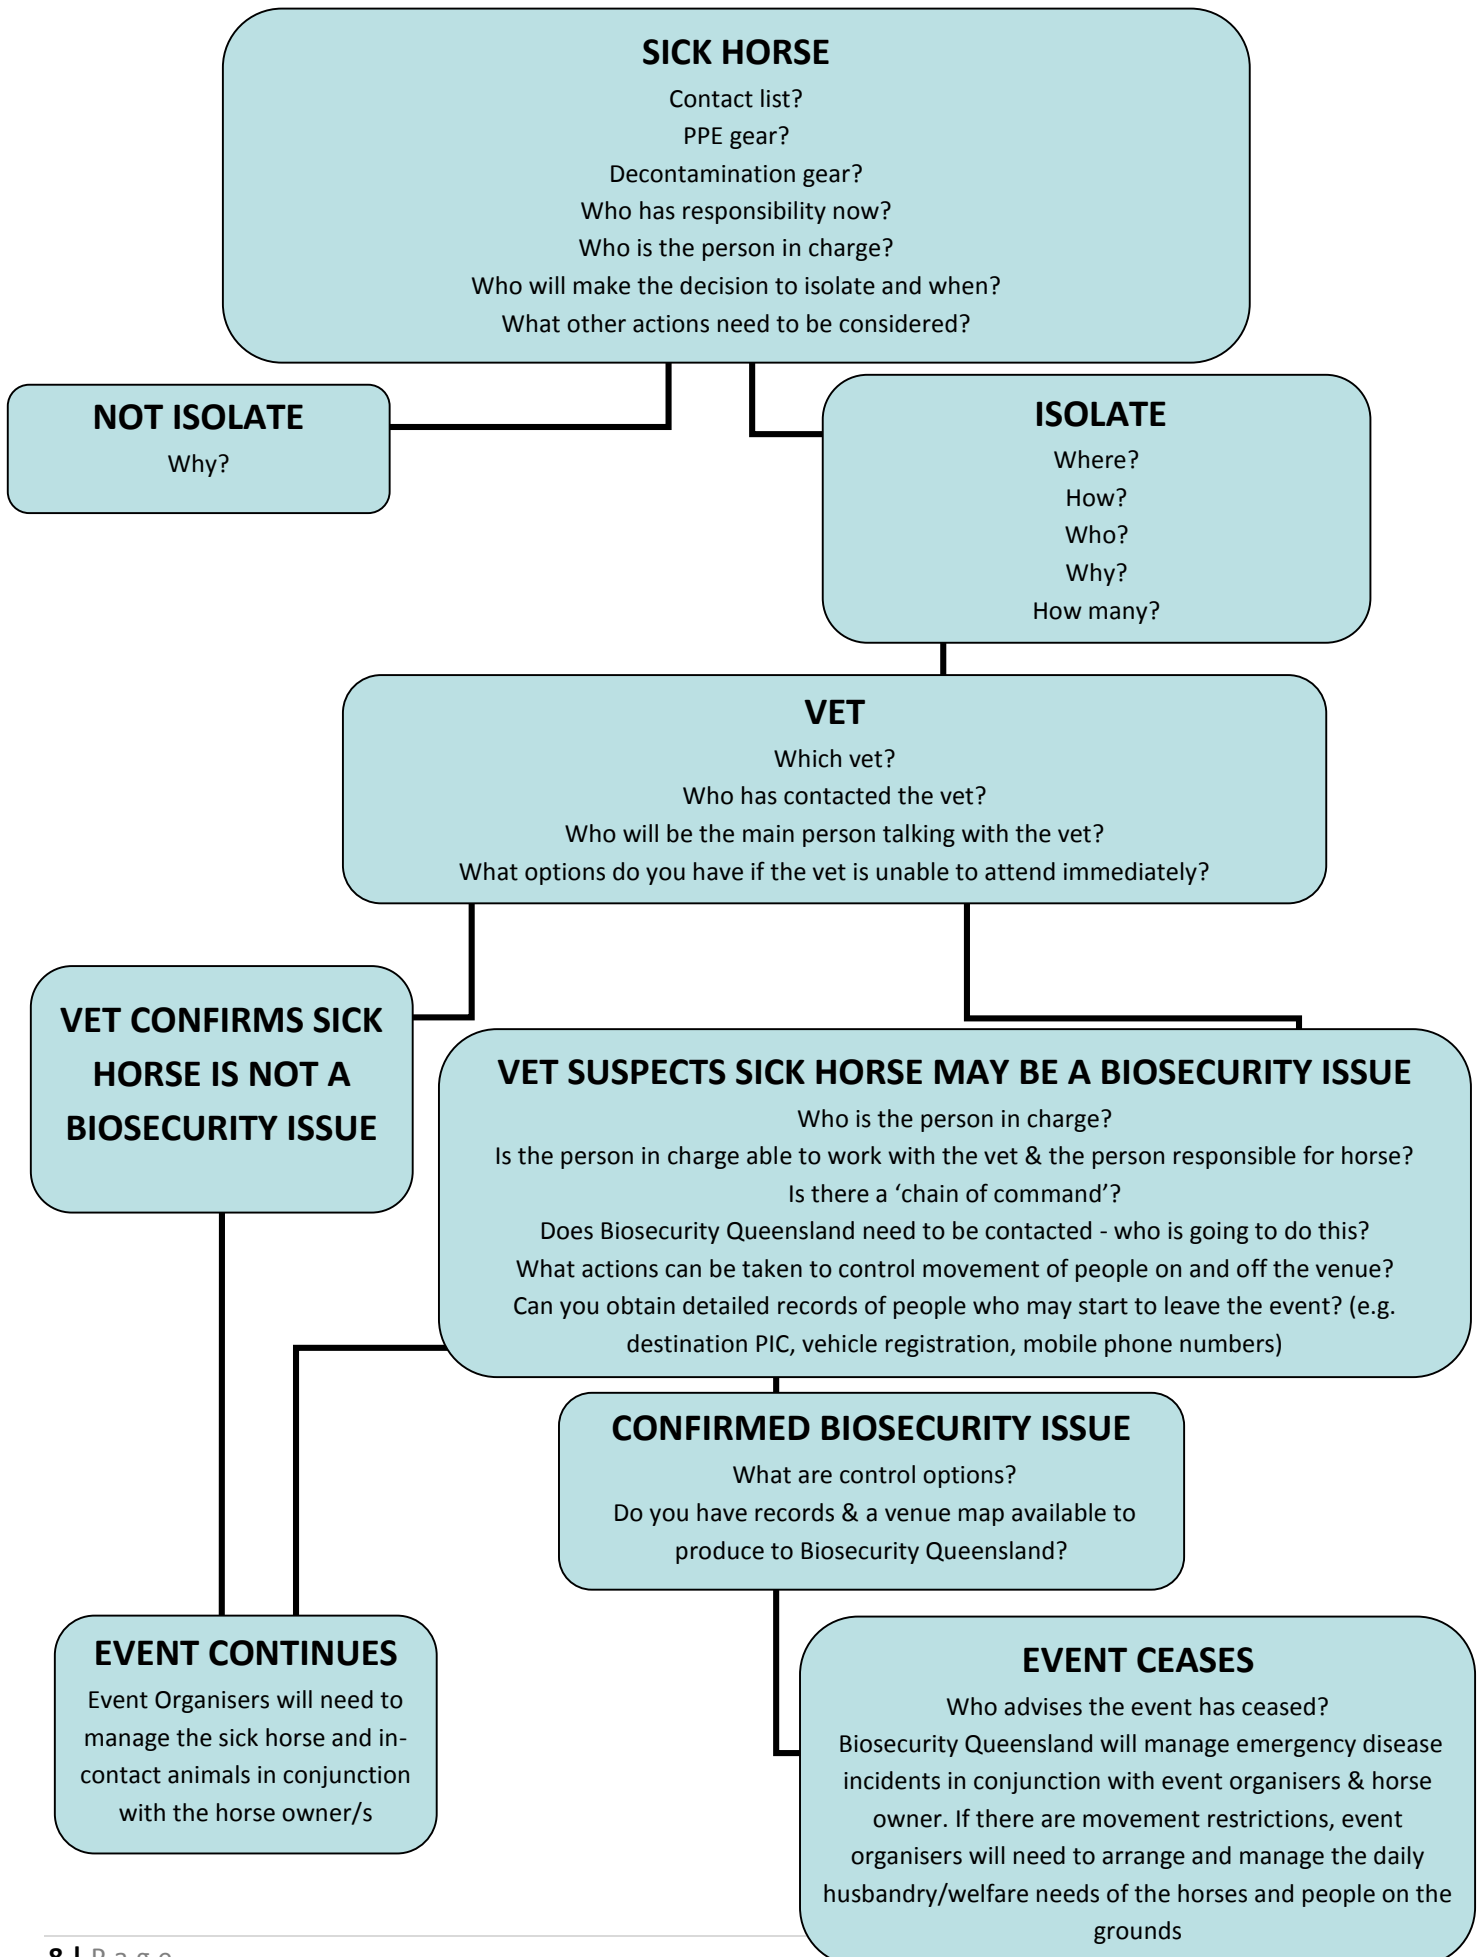 SICK HORSE
Contact list?
PPE gear?
Decontamination gear?
Who has responsibility now?
Who is the person in charge?
Who will make the decision to isolate and when?
What other actions need to be considered?
NOT ISOLATE
Why?
ISOLATE
Where?
How?
Who?
Why?
How many?
VET
Which vet?
Who has contacted the vet?
Who will be the main person talking with the vet?
What options do you have if the vet is unable to attend immediately?
VET CONFIRMS SICK
HORSE IS NOT A
BIOSECURITY ISSUE
VET SUSPECTS SICK HORSE MAY BE A BIOSECURITY ISSUE
Who is the person in charge?
Is the person in charge able to work with the vet & the person responsible for horse?
Is there a ‘chain of command’?
Does Biosecurity Queensland need to be contacted - who is going to do this?
What actions can be taken to control movement of people on and off the venue?
Can you obtain detailed records of people who may start to leave the event? (e.g.
destination PIC, vehicle registration, mobile phone numbers)
CONFIRMED BIOSECURITY ISSUE
What are control options?
Do you have records & a venue map available to
produce to Biosecurity Queensland?
EVENT CONTINUES
Event Organisers will need to
manage the sick horse and in-
contact animals in conjunction
with the horse owner/s
EVENT CEASES
Who advises the event has ceased?
Biosecurity Queensland will manage emergency disease
incidents in conjunction with event organisers & horse
owner. If there are movement restrictions, event
organisers will need to arrange and manage the daily
husbandry/welfare needs of the horses and people on the
grounds
8 | P a g e